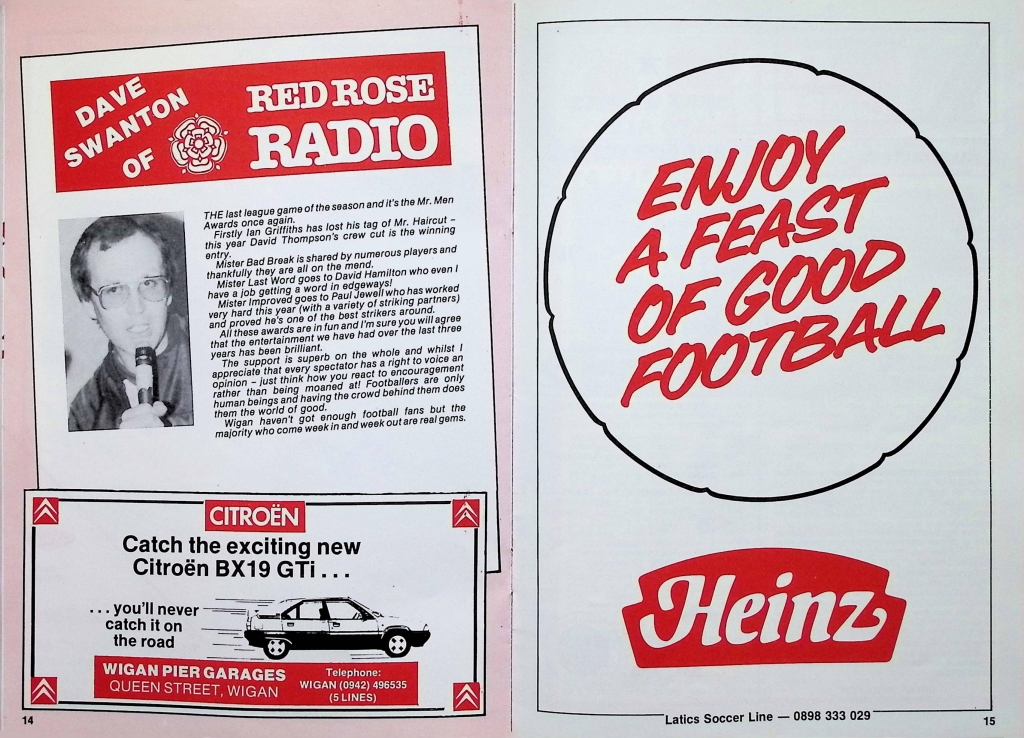 DAVE
SWANTON
OF
RED ROSE
RADIO
THE last league game of the season and it's the Mr. Men
Awards once again.
Firstly Ian Griffiths has lost his tag of Mr. Haircut –
this year David Thompson's crew cut is the winning
entry.
Mister Bad Break is shared by numerous players and
thankfully they are all on the mend.
Mister Last Word goes to David Hamilton who even I
have a job getting a word in edgeways!
Mister Improved goes to Paul Jewell who has worked
very hard this year (with a variety of striking partners)
and proved he's one of the best strikers around.
All these awards are in fun and I'm sure you will agree
that the entertainment we have had over the last three
years has been brilliant.
The support is superb on the whole and whilst I
appreciate that every spectator has a right to voice an
opinion – just think how you react to encouragement
rather than being moaned at! Footballers are only
human beings and having the crowd behind them does
them the world of good.
Wigan haven't got enough football fans but the
majority who come week in and week out are real gems.
CITROËN
Catch the exciting new
Citroën BX19 GTi . . .
. . . you'll never
catch it on
the road
WIGAN PIER GARAGES
QUEEN STREET, WIGAN
Telephone:
WIGAN (0942) 496535
(5 LINES)
14
ENJOY
A FEAST
OF GOOD
FOOTBALL
Heinz
Latics Soccer Line — 0898 333 029
15